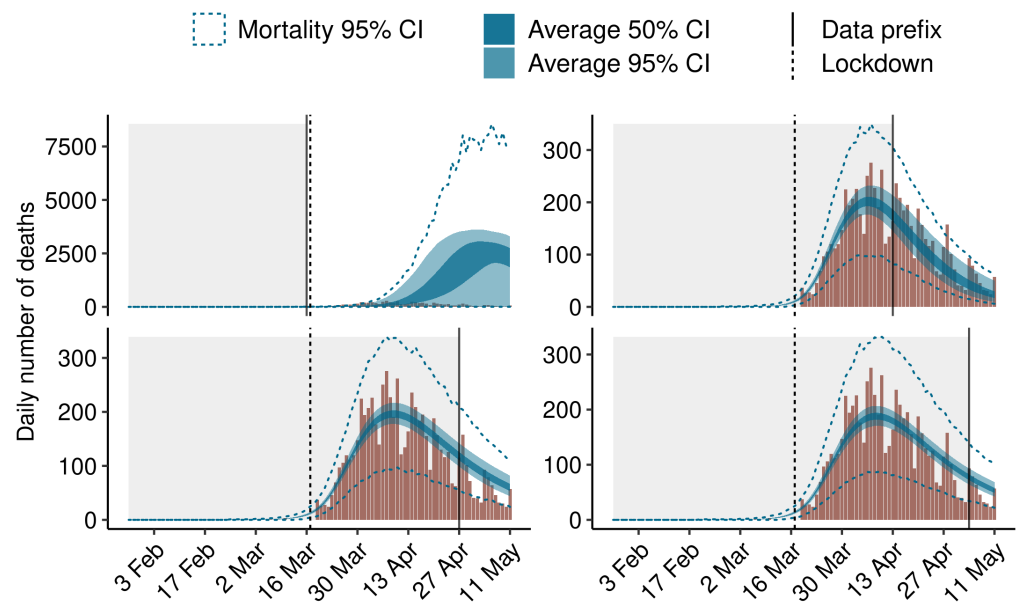 Mortality 95% CI
Average 50% CI
Data prefix
Average 95% CI
Lockdown
Daily number of deaths
7500
5000
2500
0
300
200
100
0
300
200
100
0
300
200
100
0
3 Feb
17 Feb
2 Mar
16 Mar
30 Mar
13 Apr
27 Apr
11 May
3 Feb
17 Feb
2 Mar
16 Mar
30 Mar
13 Apr
27 Apr
11 May